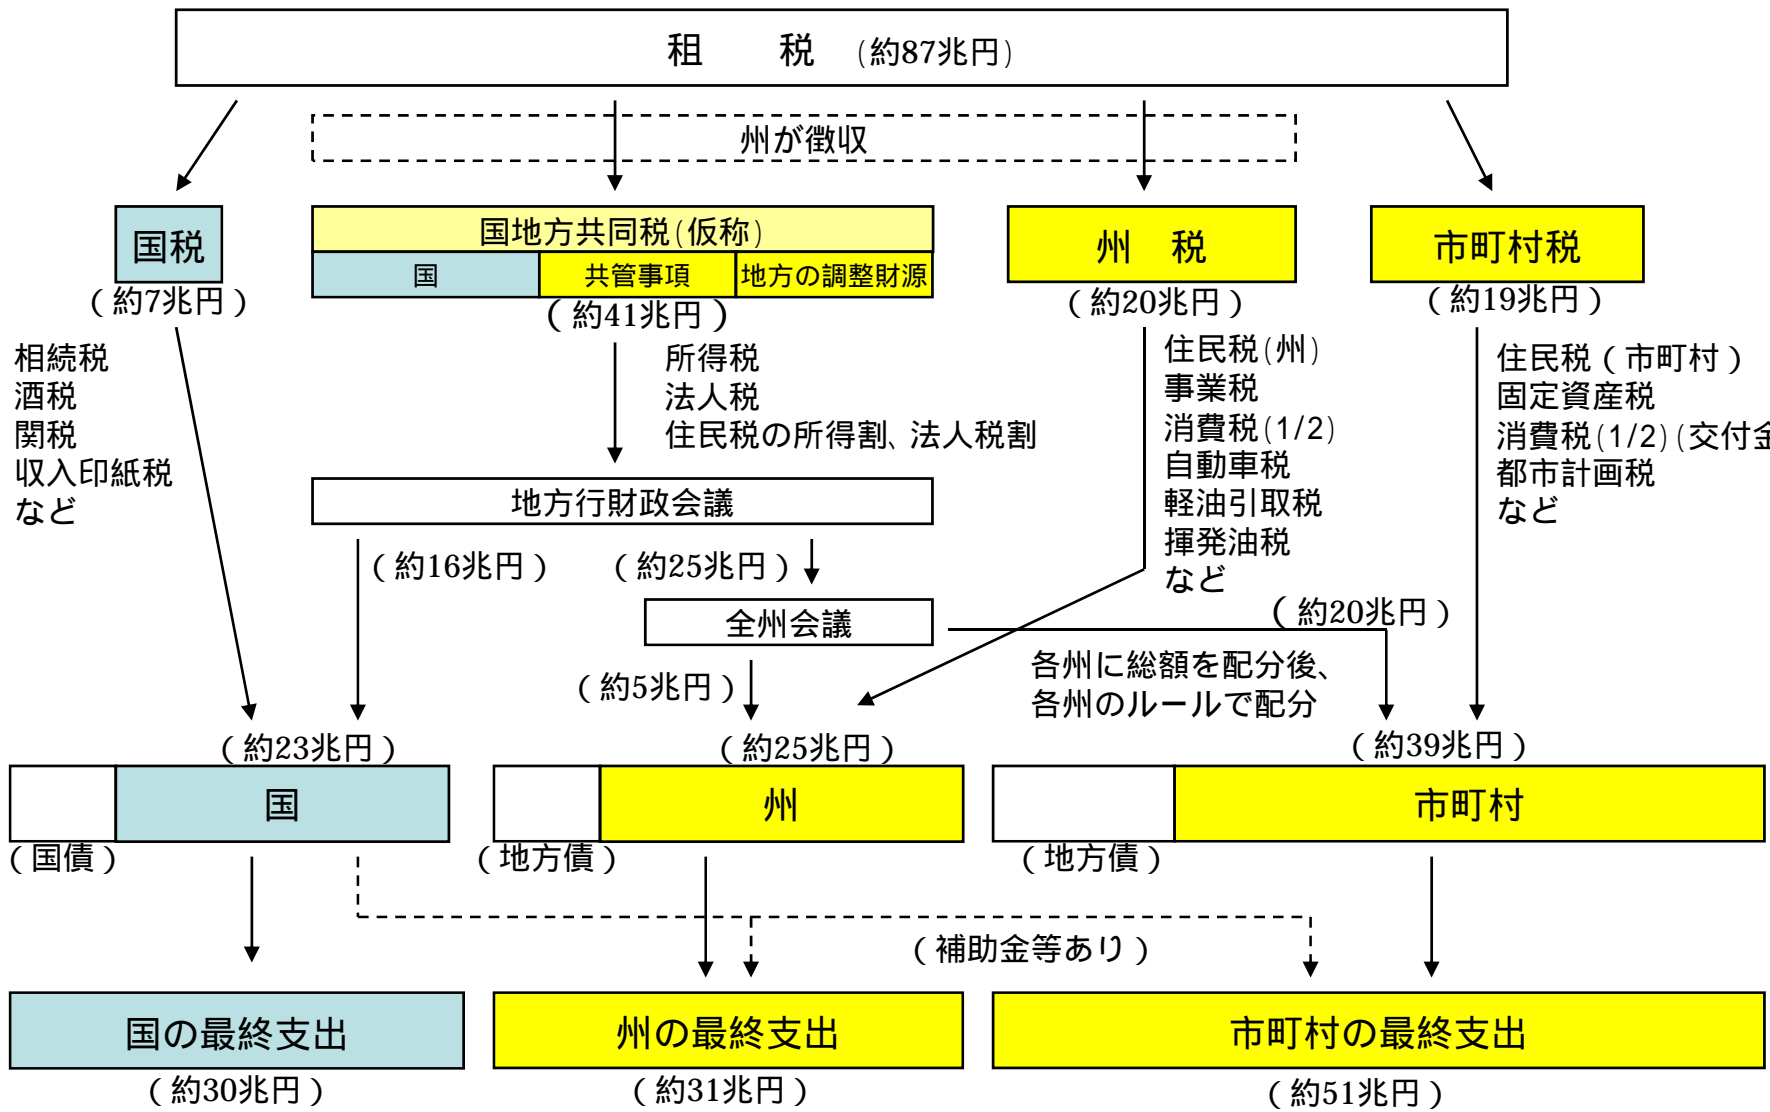 租　　税　(約87兆円)
州が徴収
国税
国地方共同税(仮称)
国
共管事項
地方の調整財源
州　税
市町村税
(約7兆円)
(約41兆円)
(約20兆円)
(約19兆円)
相続税
酒税
関税
収入印紙税
など
所得税
法人税
住民税の所得割、法人税割
住民税(州)
事業税
消費税(1/2)
自動車税
軽油引取税
揮発油税
など
住民税(市町村)
固定資産税
消費税(1/2)(交付金
都市計画税
など
地方行財政会議
(約16兆円)
(約25兆円)
全州会議
(約20兆円)
(約5兆円)
各州に総額を配分後、
各州のルールで配分
(約23兆円)
(約25兆円)
(約39兆円)
国
州
市町村
(国債)
(地方債)
(地方債)
(補助金等あり)
国の最終支出
州の最終支出
市町村の最終支出
(約30兆円)
(約31兆円)
(約51兆円)